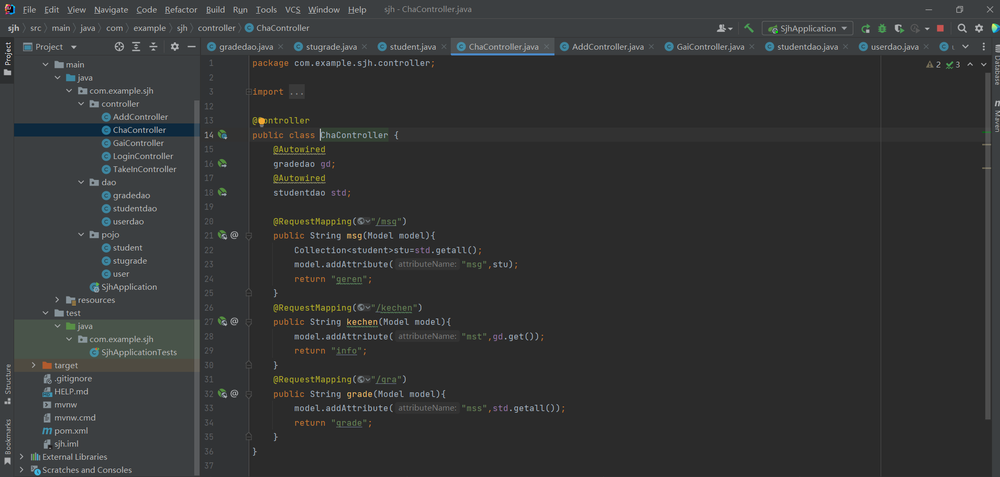 File Edit View Navigate Code Refactor Build Run Tools VCS Window Help sjh - ChaController.java
sjh src main java com example sjh controller ChaController
SjhApplication
Project
gradedao.java stugrade.java student.java ChaController.java AddController.java GaiController.java studentdao.java userdao.java
Project
Structure
Bookmarks
main
java
com.example.sjh
controller
AddController
ChaController
GaiController
LoginController
TakeInController
dao
gradedao
studentdao
userdao
pojo
student
stugrade
user
SjhApplication
resources
test
java
com.example.sjh
SjhApplicationTests
target
.gitignore
HELP.md
mvnw
mvnw.cmd
pom.xml
sjh.iml
External Libraries
Scratches and Consoles
1 package com.example.sjh.controller;
2
3 import ...
12
13 @Controller
14 public class ChaController {
15 @Autowired
16 gradedao gd;
17 @Autowired
18 studentdao std;
19
20 @RequestMapping("/msg")
21 @ public String msg(Model model){
22 Collection<student>stu=std.getall();
23 model.addAttribute( attributeName: "msg",stu);
24 return "geren";
25 }
26 @RequestMapping("/kechen")
27 @ public String kechen(Model model){
28 model.addAttribute( attributeName: "mst",gd.get());
29 return "info";
30 }
31 @RequestMapping("/gra")
32 @ public String grade(Model model){
33 model.addAttribute( attributeName: "mss",std.getall());
34 return "grade";
35 }
36 }
37
2 3
Database
Maven